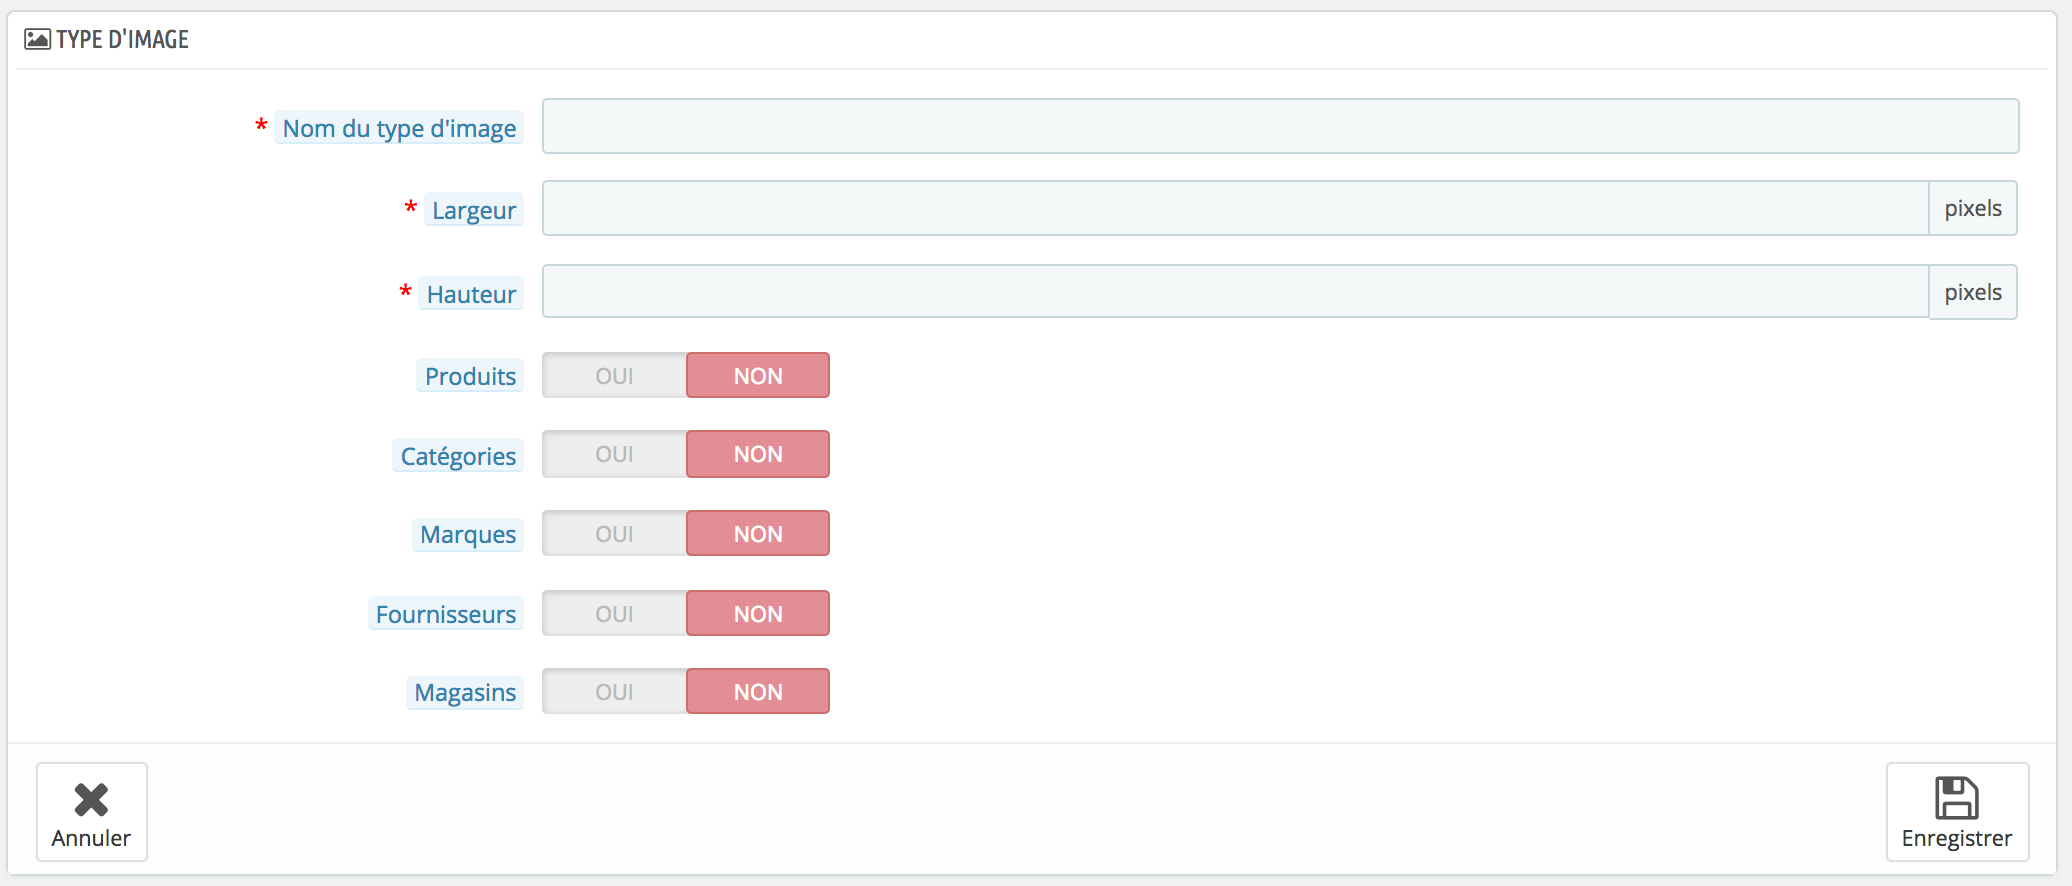 TYPE D'IMAGE
* Nom du type d'image
* Largeur pixels
* Hauteur pixels
Produits OUI NON
Catégories OUI NON
Marques OUI NON
Fournisseurs OUI NON
Magasins OUI NON
Annuler Enregistrer